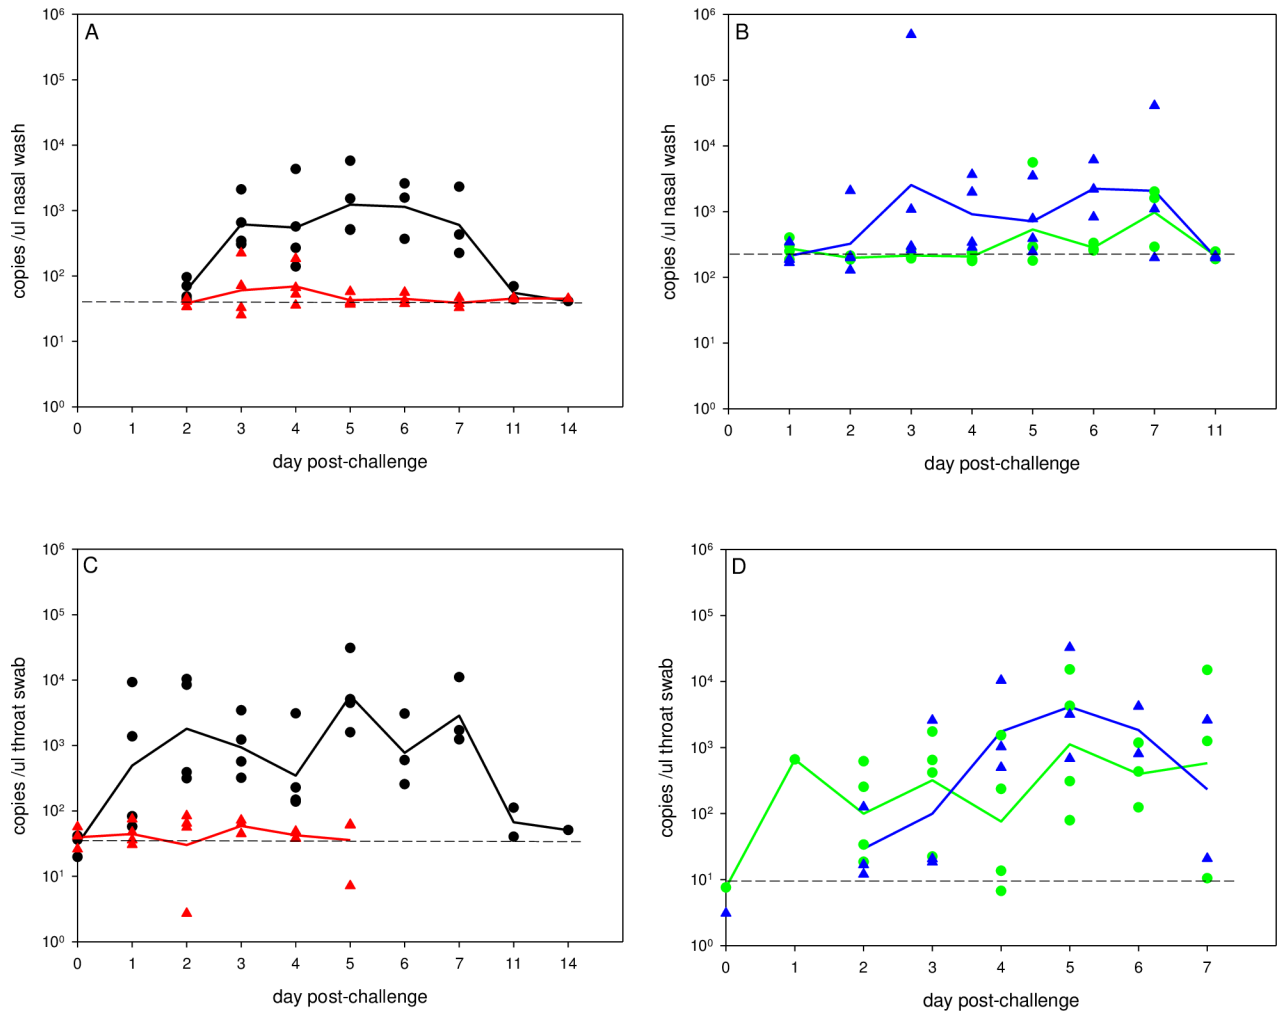 A
copies /ul nasal wash
10⁶
10⁵
10⁴
10³
10²
10¹
10⁰
0 1 2 3 4 5 6 7 11 14
day post-challenge
B
copies /ul nasal wash
10⁶
10⁵
10⁴
10³
10²
10¹
10⁰
0 1 2 3 4 5 6 7 11
day post-challenge
C
copies /ul throat swab
10⁶
10⁵
10⁴
10³
10²
10¹
10⁰
0 1 2 3 4 5 6 7 11 14
day post-challenge
D
copies /ul throat swab
10⁶
10⁵
10⁴
10³
10²
10¹
10⁰
0 1 2 3 4 5 6 7
day post-challenge